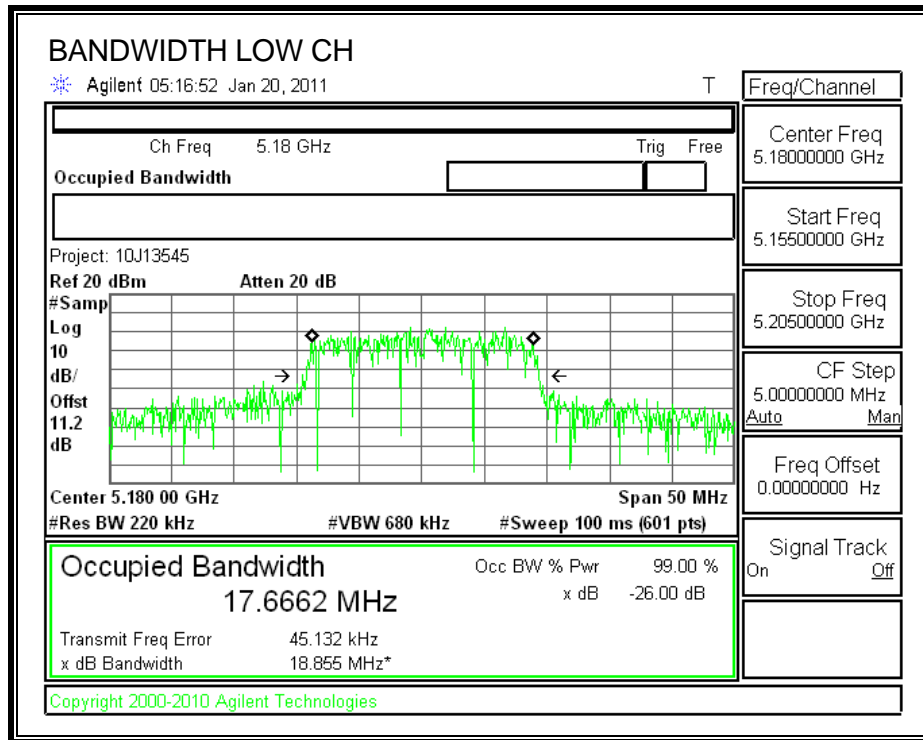 BANDWIDTH LOW CH
Agilent 05:16:52 Jan 20, 2011 T
Freq/Channel
Ch Freq 5.18 GHz Trig Free
Occupied Bandwidth
Center Freq
5.18000000 GHz
Start Freq
5.15500000 GHz
Stop Freq
5.20500000 GHz
CF Step
5.00000000 MHz
Auto Man
Freq Offset
0.00000000 Hz
Signal Track
On Off
Project: 10J13545
Ref 20 dBm Atten 20 dB
#Samp
Log
10
dB/
Offst
11.2
dB
Center 5.180 00 GHz Span 50 MHz
#Res BW 220 kHz #VBW 680 kHz #Sweep 100 ms (601 pts)
Occupied Bandwidth Occ BW % Pwr 99.00 %
17.6662 MHz x dB -26.00 dB
Transmit Freq Error 45.132 kHz
x dB Bandwidth 18.855 MHz*
Copyright 2000-2010 Agilent Technologies